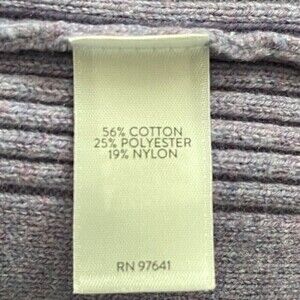 56% COTTON
25% POLYESTER
19% NYLON
RN 97641